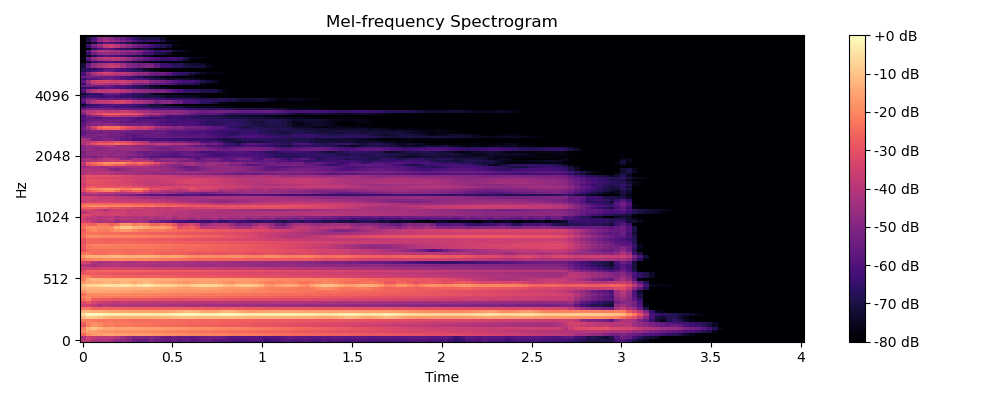 Mel-frequency Spectrogram
Hz
4096
2048
1024
512
0
0 0.5 1 1.5 2 2.5 3 3.5 4
Time
+0 dB
-10 dB
-20 dB
-30 dB
-40 dB
-50 dB
-60 dB
-70 dB
-80 dB